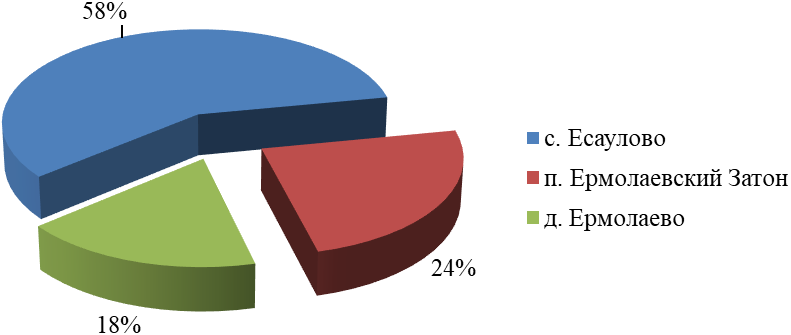 58%
с. Есаулово
п. Ермолаевский Затон
д. Ермолаево
24%
18%